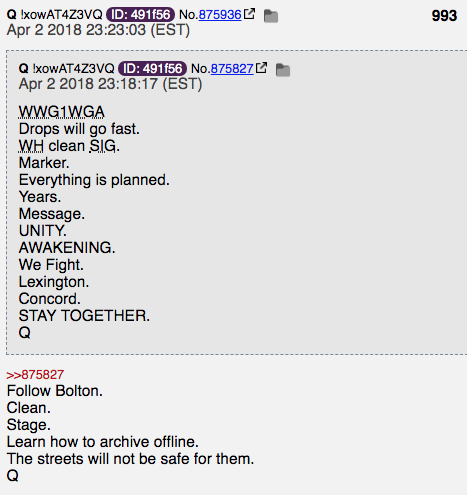 Q !xowAT4Z3VQ ID: 491f56 No.875936 993
Apr 2 2018 23:23:03 (EST)
Q !xowAT4Z3VQ ID: 491f56 No.875827
Apr 2 2018 23:18:17 (EST)
WWG1WGA
Drops will go fast.
WH clean SIG.
Marker.
Everything is planned.
Years.
Message.
UNITY.
AWAKENING.
We Fight.
Lexington.
Concord.
STAY TOGETHER.
Q
>>875827
Follow Bolton.
Clean.
Stage.
Learn how to archive offline.
The streets will not be safe for them.
Q